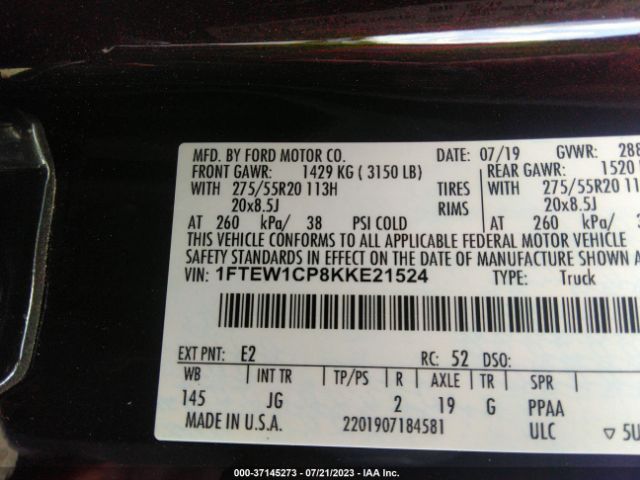 MFD. BY FORD MOTOR CO. DATE: 07/19 GVWR: 288
FRONT GAWR: 1429 KG ( 3150 LB) REAR GAWR: 1520
WITH 275/55R20 113H TIRES WITH 275/55R20 11
20x8.5J RIMS 20x8.5J
AT 260 kPa/ 38 PSI COLD AT 260 kPa/ 3
THIS VEHICLE CONFORMS TO ALL APPLICABLE FEDERAL MOTOR VEHICLE
SAFETY STANDARDS IN EFFECT ON THE DATE OF MANUFACTURE SHOWN A
VIN: 1FTEW1CP8KKE21524 TYPE: Truck
EXT PNT: E2 RC: 52 DSO:
WB INT TR TP/PS R AXLE TR SPR
145 JG 2 19 G PPAA
MADE IN U.S.A. 2201907184581 ULC ▽ 5U
000-37145273 - 07/21/2023 - IAA Inc.